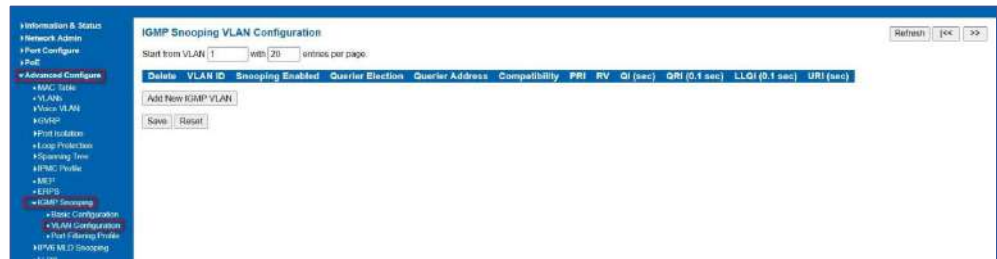 Information & Status
Network Admin
Port Configure
PoE
Advanced Configure
MAC Table
VLANs
Voice VLAN
GVRP
Port Isolation
Loop Protection
Spanning Tree
IPMC Profile
MEP
ERPS
IGMP Snooping
Basic Configuration
VLAN Configuration
Port Filtering Profile
IPV6 MLD Snooping
IGMP Snooping VLAN Configuration
Refresh |<< >>
Start from VLAN 1 with 20 entries per page.
Delete VLAN ID Snooping Enabled Querier Election Querier Address Compatibility PRI RV QI (sec) QRI (0.1 sec) LLQI (0.1 sec) URI (sec)
Add New IGMP VLAN
Save Reset